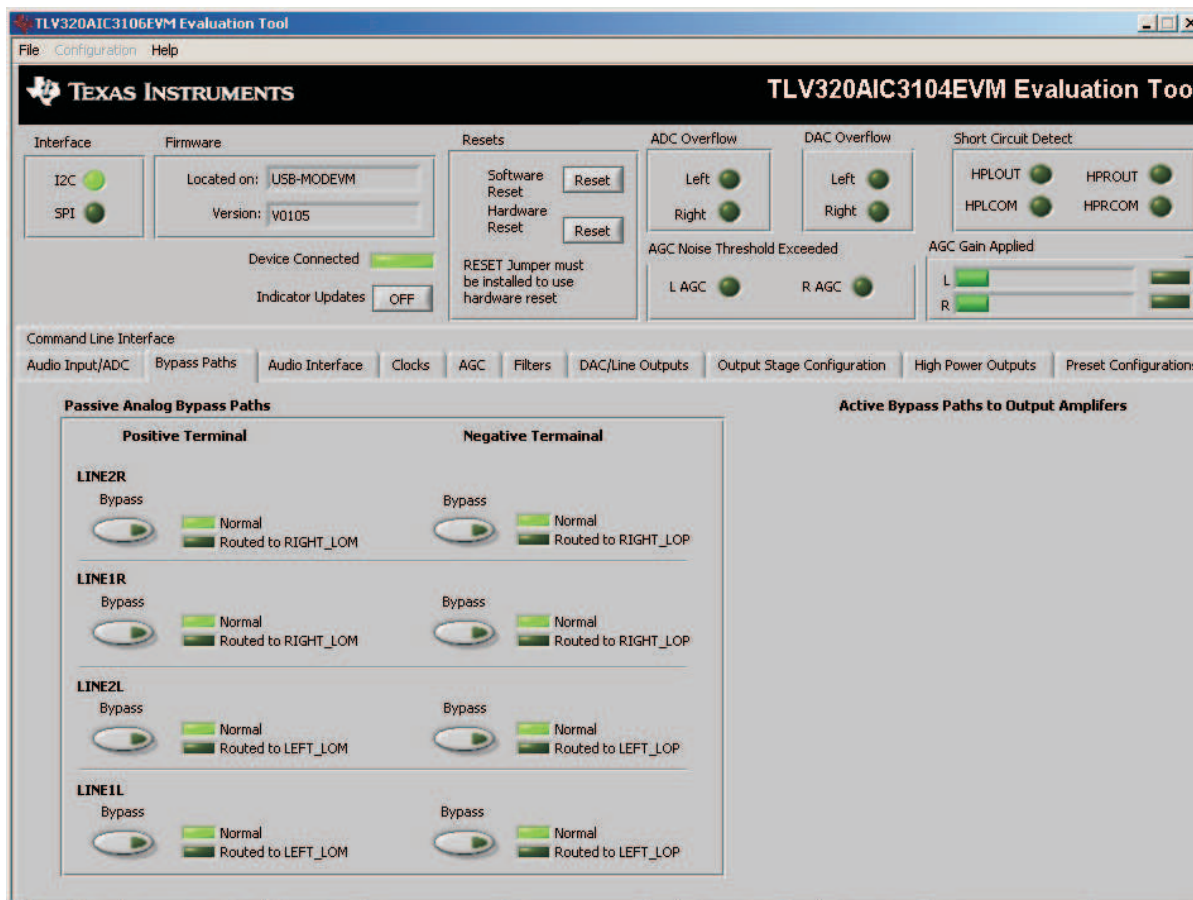 TLV320AIC3106EVM Evaluation Tool
File Configuration Help
TEXAS INSTRUMENTS
TLV320AIC3104EVM Evaluation Too
Interface
I2C
SPI
Firmware
Located on: USB-MODEVM
Version: V0105
Device Connected
Indicator Updates OFF
Resets
Software Reset Reset
Hardware Reset Reset
RESET Jumper must
be installed to use
hardware reset
ADC Overflow
Left
Right
DAC Overflow
Left
Right
Short Circuit Detect
HPLOUT HPROUT
HPLCOM HPRCOM
AGC Noise Threshold Exceeded
L AGC R AGC
AGC Gain Applied
L
R
Command Line Interface
Audio Input/ADC Bypass Paths Audio Interface Clocks AGC Filters DAC/Line Outputs Output Stage Configuration High Power Outputs Preset Configurations
Passive Analog Bypass Paths
Active Bypass Paths to Output Amplifers
Positive Terminal Negative Termainal
LINE2R
Bypass Bypass
Normal Normal
Routed to RIGHT_LOM Routed to RIGHT_LOP
LINE1R
Bypass Bypass
Normal Normal
Routed to RIGHT_LOM Routed to RIGHT_LOP
LINE2L
Bypass Bypass
Normal Normal
Routed to LEFT_LOM Routed to LEFT_LOP
LINE1L
Bypass Bypass
Normal Normal
Routed to LEFT_LOM Routed to LEFT_LOP